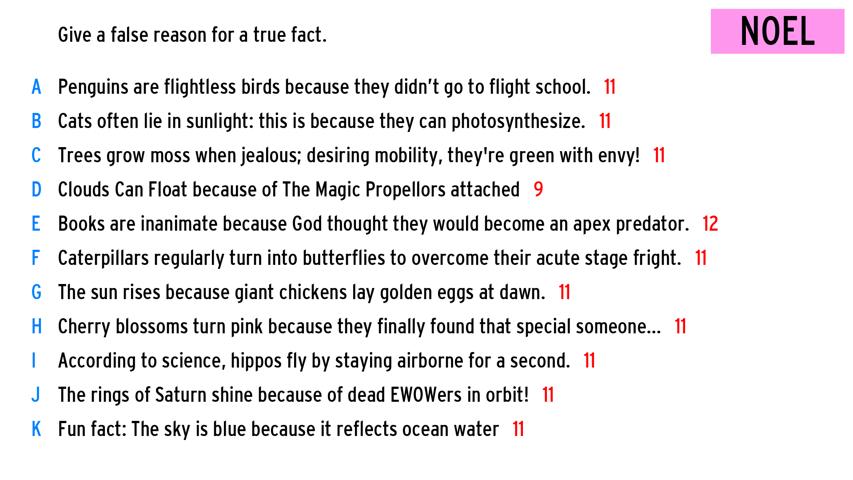 Give a false reason for a true fact.
NOEL
A Penguins are flightless birds because they didn't go to flight school. 11
B Cats often lie in sunlight: this is because they can photosynthesize. 11
C Trees grow moss when jealous; desiring mobility, they're green with envy! 11
D Clouds Can Float because of The Magic Propellors attached 9
E Books are inanimate because God thought they would become an apex predator. 12
F Caterpillars regularly turn into butterflies to overcome their acute stage fright. 11
G The sun rises because giant chickens lay golden eggs at dawn. 11
H Cherry blossoms turn pink because they finally found that special someone... 11
I According to science, hippos fly by staying airborne for a second. 11
J The rings of Saturn shine because of dead EWOWers in orbit! 11
K Fun fact: The sky is blue because it reflects ocean water 11